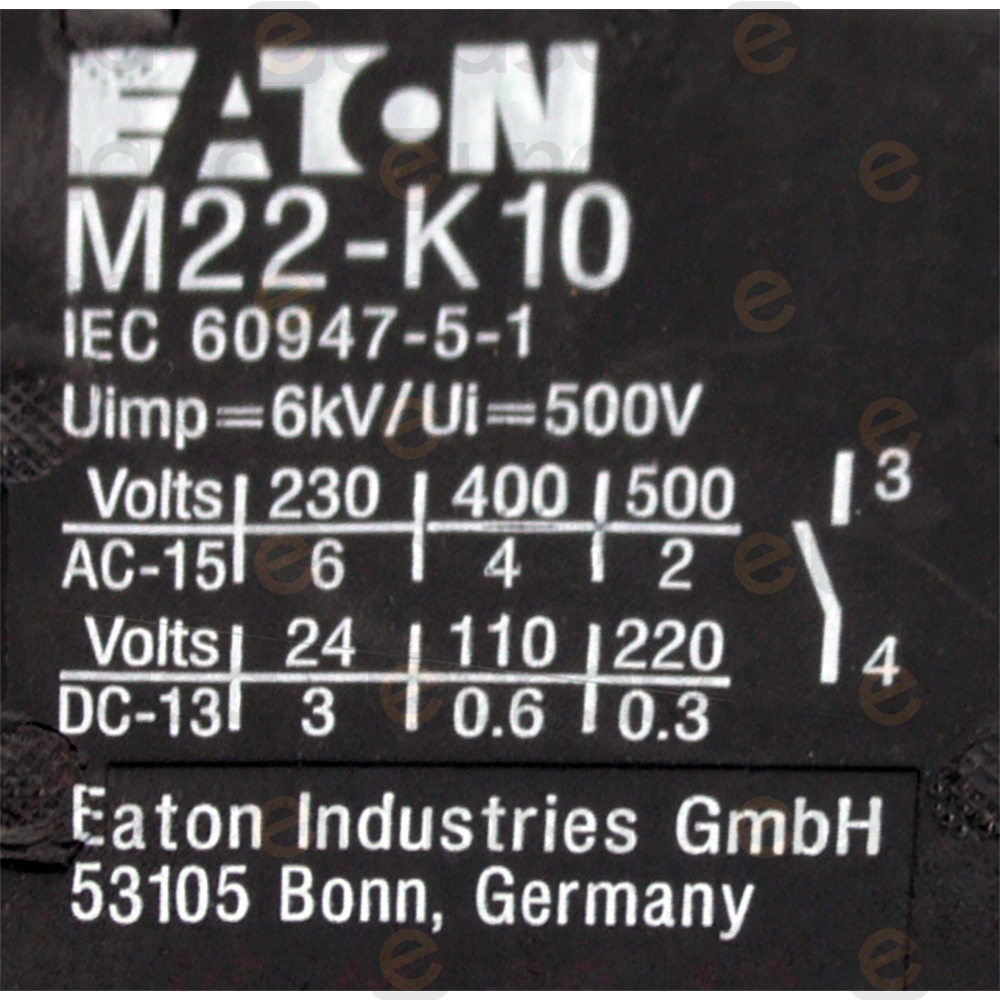 EATON
M22-K10
IEC 60947-5-1
Uimp=6kV/Ui=500V
Volts 230 400 500
AC-15 6 4 2
Volts 24 110 220
DC-13 3 0.6 0.3
3
4
Eaton Industries GmbH
53105 Bonn, Germany